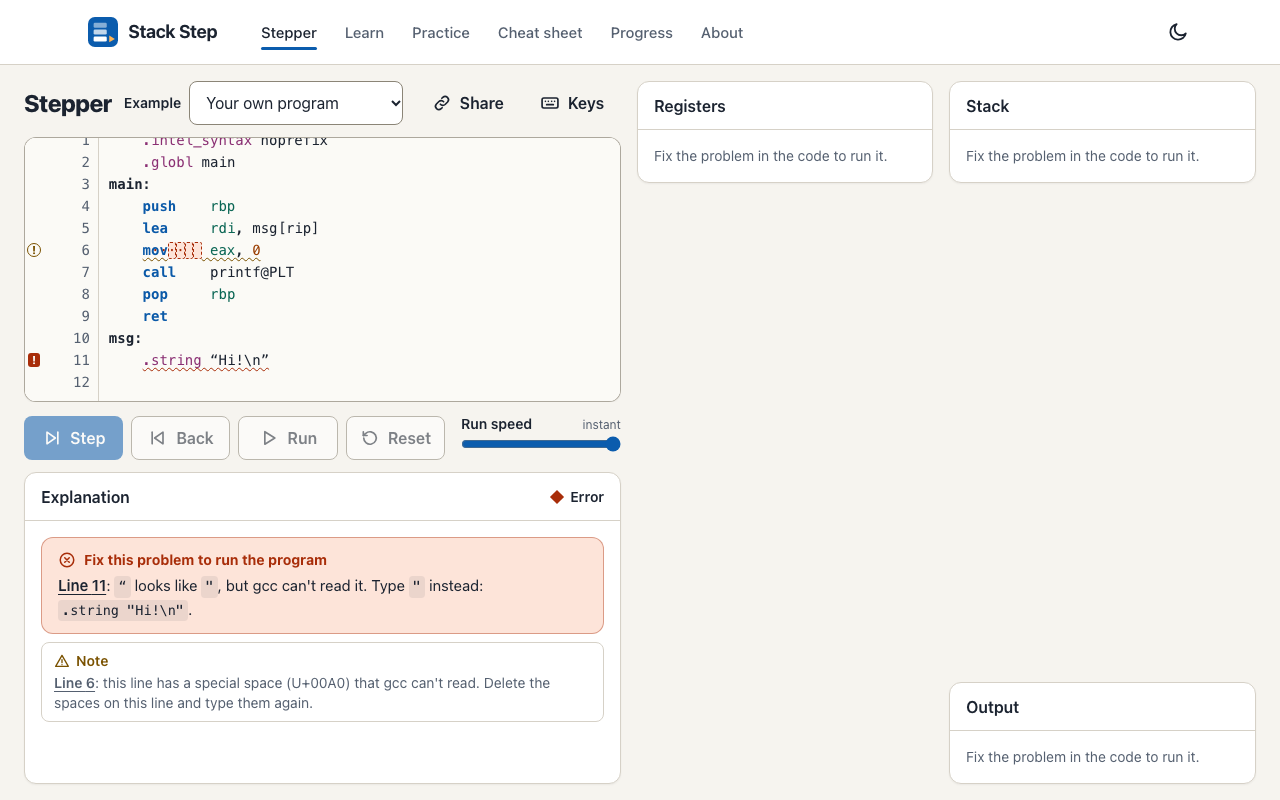 Stack Step
Stepper Learn Practice Cheat sheet Progress About
Stepper Example Your own program Share Keys
1 .intel_syntax noprefix
2 .globl main
3 main:
4 push rbp
5 lea rdi, msg[rip]
6 mov eax, 0
7 call printf@PLT
8 pop rbp
9 ret
10 msg:
11 .string “Hi!\n”
12
Step Back Run Reset Run speed instant
Explanation Error
Fix this problem to run the program
Line 11: “ looks like ", but gcc can't read it. Type " instead:
.string "Hi!\n".
Note
Line 6: this line has a special space (U+00A0) that gcc can't read. Delete the
spaces on this line and type them again.
Registers
Fix the problem in the code to run it.
Stack
Fix the problem in the code to run it.
Output
Fix the problem in the code to run it.